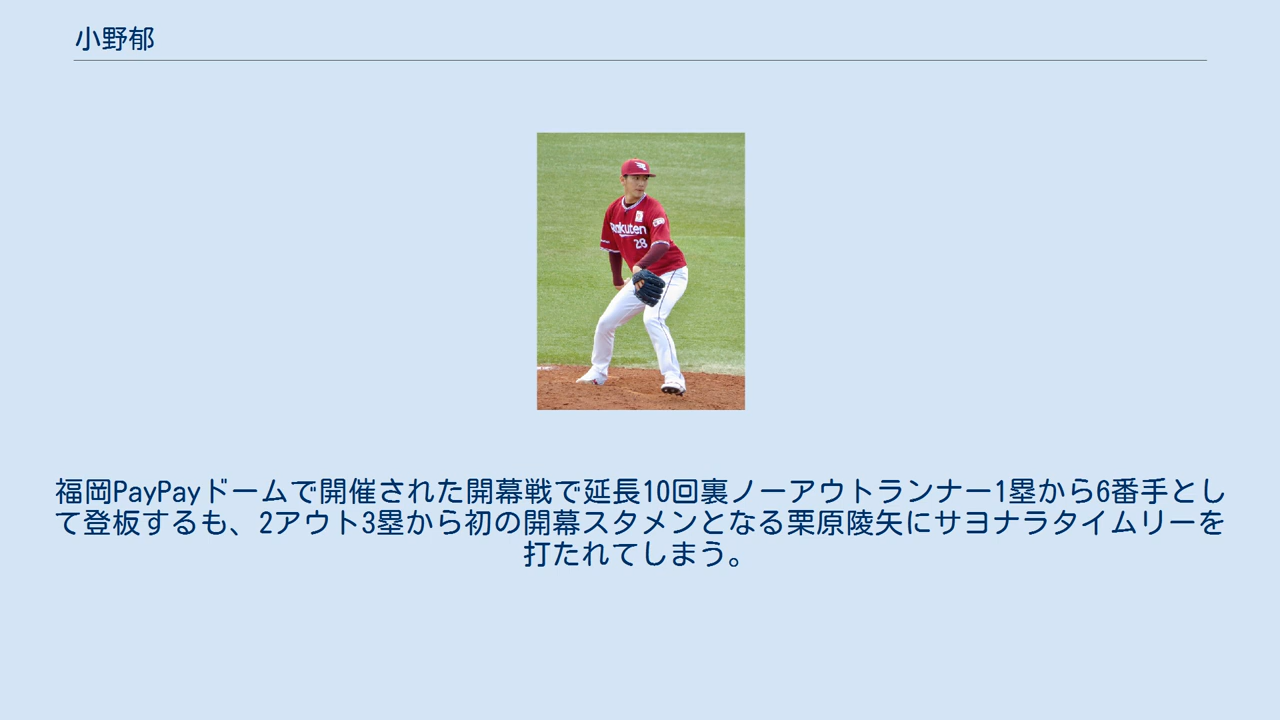 小野郁
Rakuten
28
福岡PayPayドームで開催された開幕戦で延長10回裏ノーアウトランナー1塁から6番手とし
て登板するも、2アウト3塁から初の開幕スタメンとなる栗原陵矢にサヨナラタイムリーを
打たれてしまう。